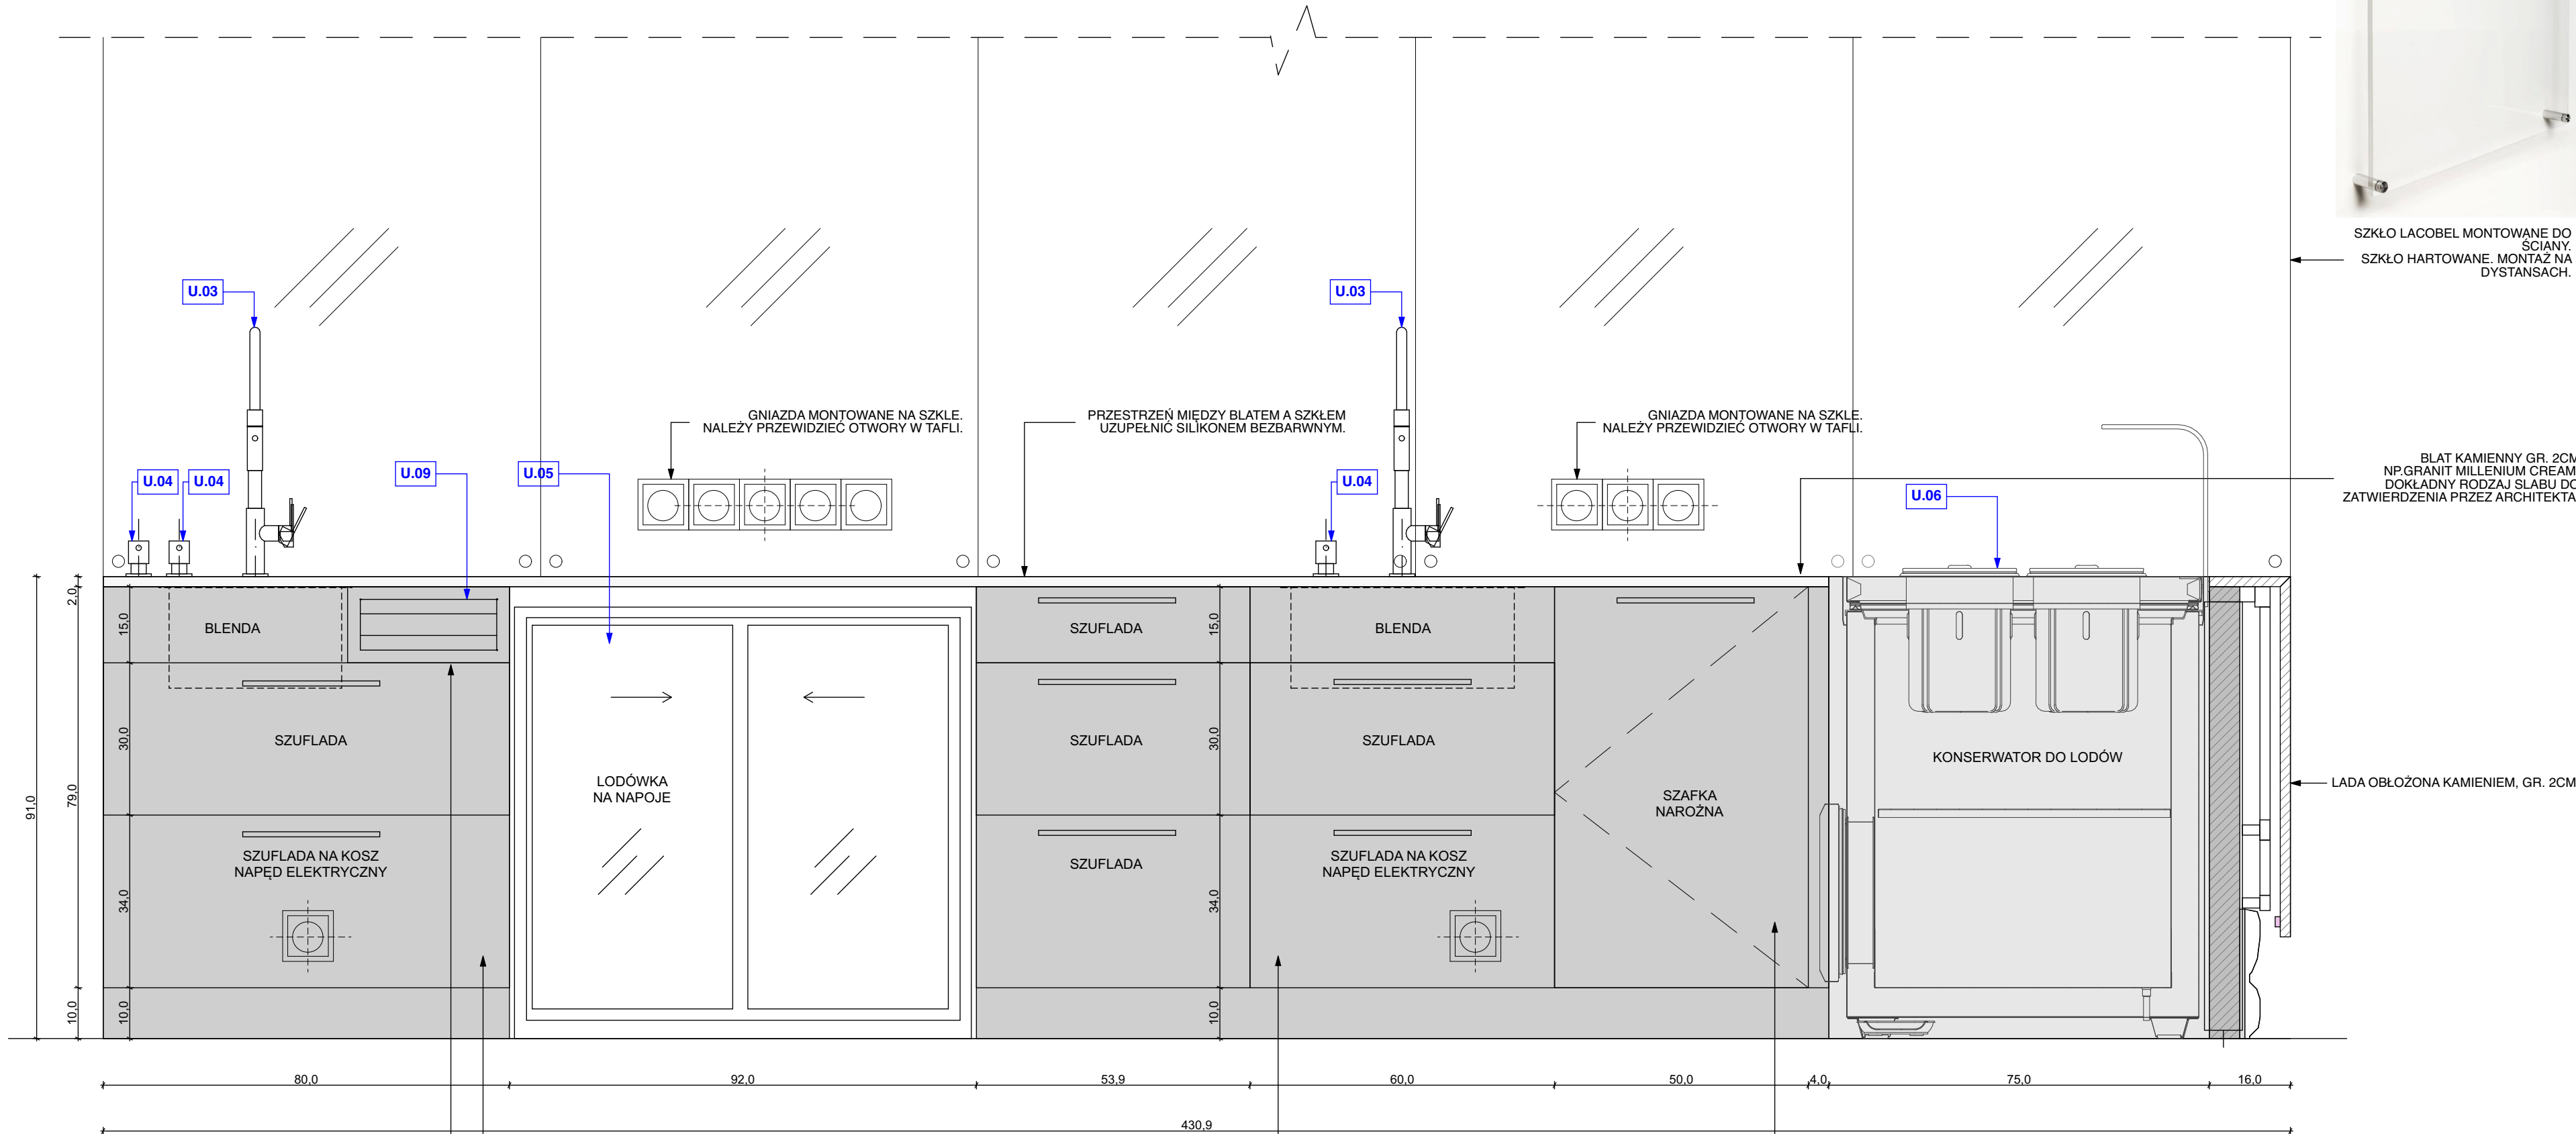 SZKŁO LACOBEL MONTOWANE DO
ŚCIANY.
SZKŁO HARTOWANE. MONTAŻ NA
DYSTANSACH.
U.03
U.03
GNIAZDA MONTOWANE NA SZKLE.
NALEŻY PRZEWIDZIEĆ OTWORY W TAFLI.
PRZESTRZEŃ MIĘDZY BLATEM A SZKŁEM
UZUPEŁNIĆ SILIKONEM BEZBARWNYM.
GNIAZDA MONTOWANE NA SZKLE.
NALEŻY PRZEWIDZIEĆ OTWORY W TAFLI.
U.04
U.04
U.09
U.05
U.04
U.06
BLAT KAMIENNY GR. 2CM
NP.GRANIT MILLENIUM CREAM
DOKŁADNY RODZAJ SLABU DO
ZATWIERDZENIA PRZEZ ARCHITEKTA
2,0
15,0
BLENDA
SZUFLADA
15,0
BLENDA
30,0
SZUFLADA
SZUFLADA
30,0
SZUFLADA
KONSERWATOR DO LODÓW
91,0
79,0
LODÓWKA
NA NAPOJE
SZAFKA
NAROŻNA
LADA OBŁOŻONA KAMIENIEM, GR. 2CM
34,0
SZUFLADA NA KOSZ
NAPĘD ELEKTRYCZNY
SZUFLADA
34,0
SZUFLADA NA KOSZ
NAPĘD ELEKTRYCZNY
10,0
10,0
10,0
80,0
92,0
53,9
60,0
50,0
4,0
75,0
16,0
430,9